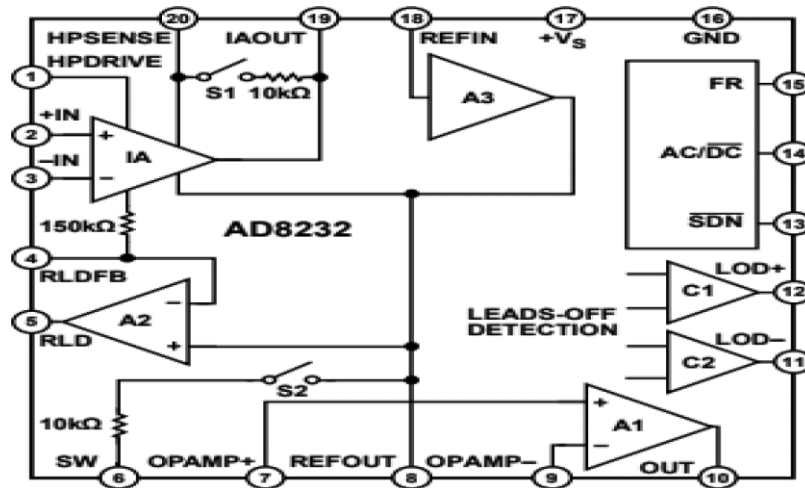 20 19 18 17 16
HPSENSE IAOUT REFIN +VS GND
HPDRIVE
1
S1 10kΩ
A3
FR 15
+IN
2
+
IA
–IN
–
3
AC/DC 14
150kΩ
AD8232
SDN 13
4
RLDFB
–
LOD+
C1
12
5
A2
RLD
+
LEADS-OFF
DETECTION
LOD–
C2
11
S2
10kΩ
+
A1
–
SW OPAMP+ REFOUT OPAMP– OUT
6 7 8 9 10